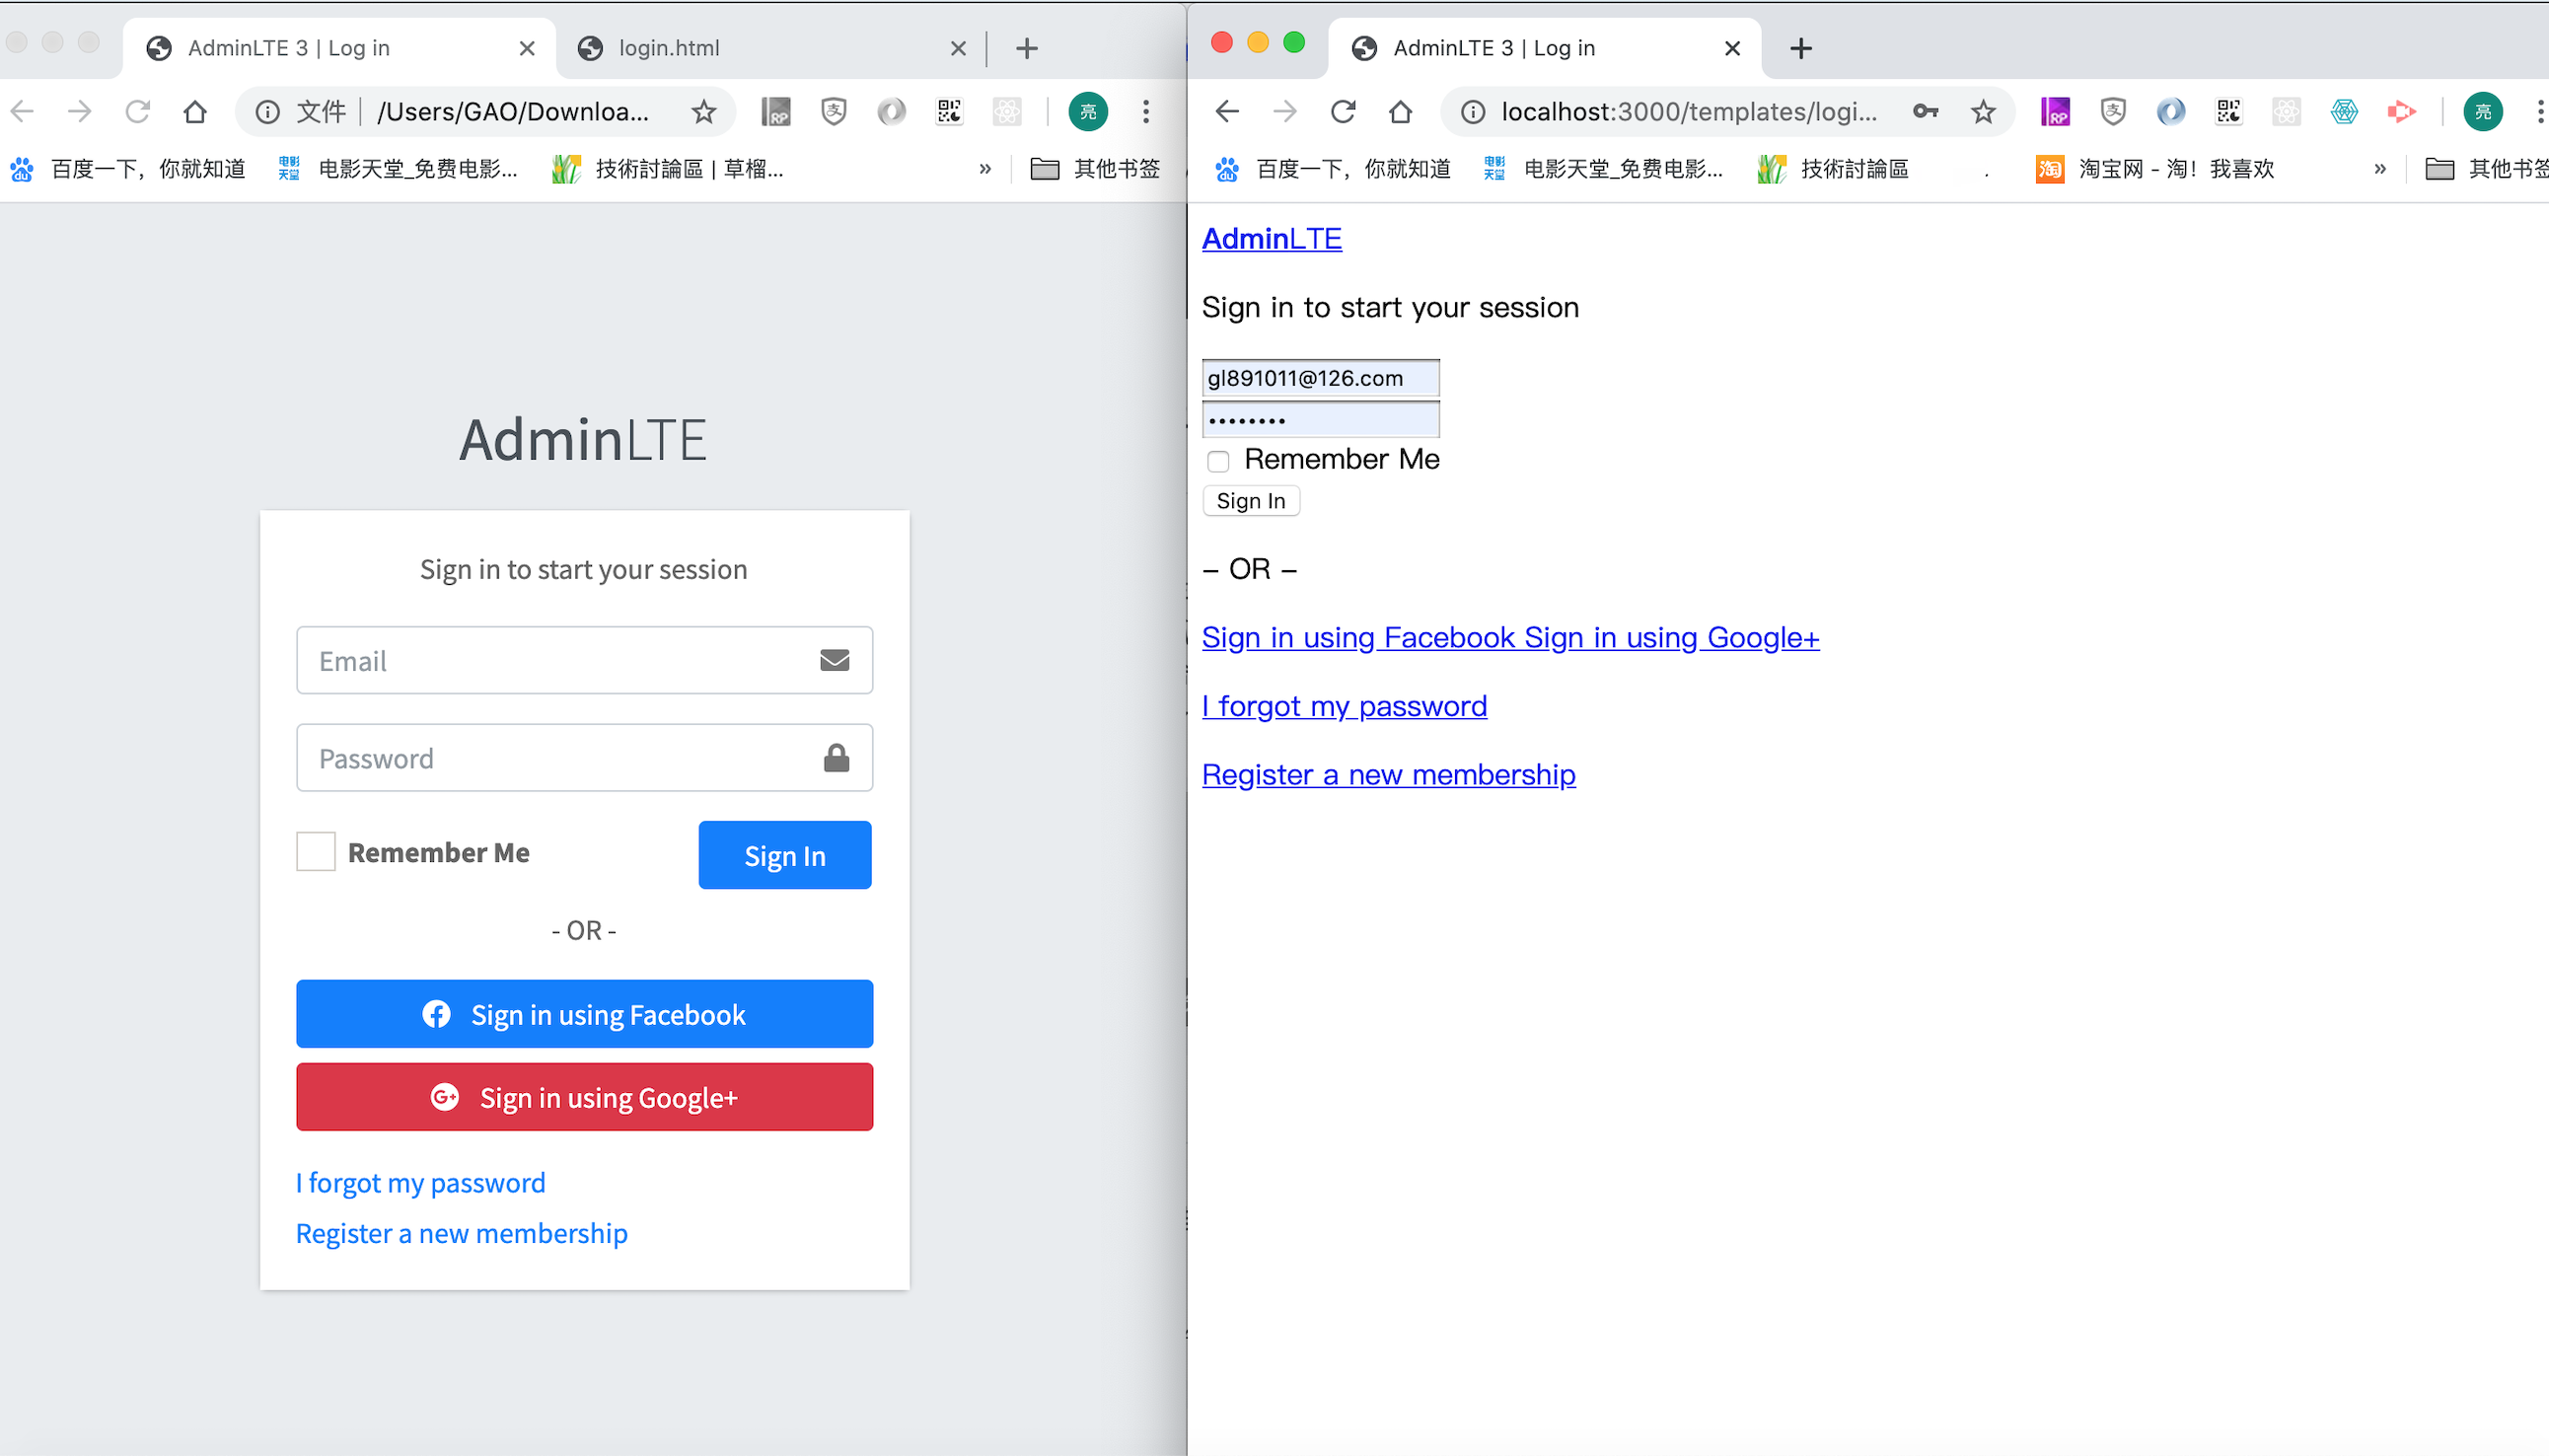 AdminLTE 3 | Log in
login.html
文件
/Users/GAO/Downloa...
RP
支
亮
百度一下，你就知道
电影天堂_免费电影...
技術討論區 | 草榴...
»
其他书签
AdminLTE
Sign in to start your session
Email
Password
Remember Me
Sign In
- OR -
Sign in using Facebook
Sign in using Google+
I forgot my password
Register a new membership
AdminLTE 3 | Log in
localhost:3000/templates/logi...
RP
支
亮
百度一下，你就知道
电影天堂_免费电影...
技術討論區
.
淘
淘宝网 - 淘！我喜欢
»
其他书签
AdminLTE
Sign in to start your session
gl891011@126.com
••••••••
Remember Me
Sign In
- OR -
Sign in using Facebook Sign in using Google+
I forgot my password
Register a new membership